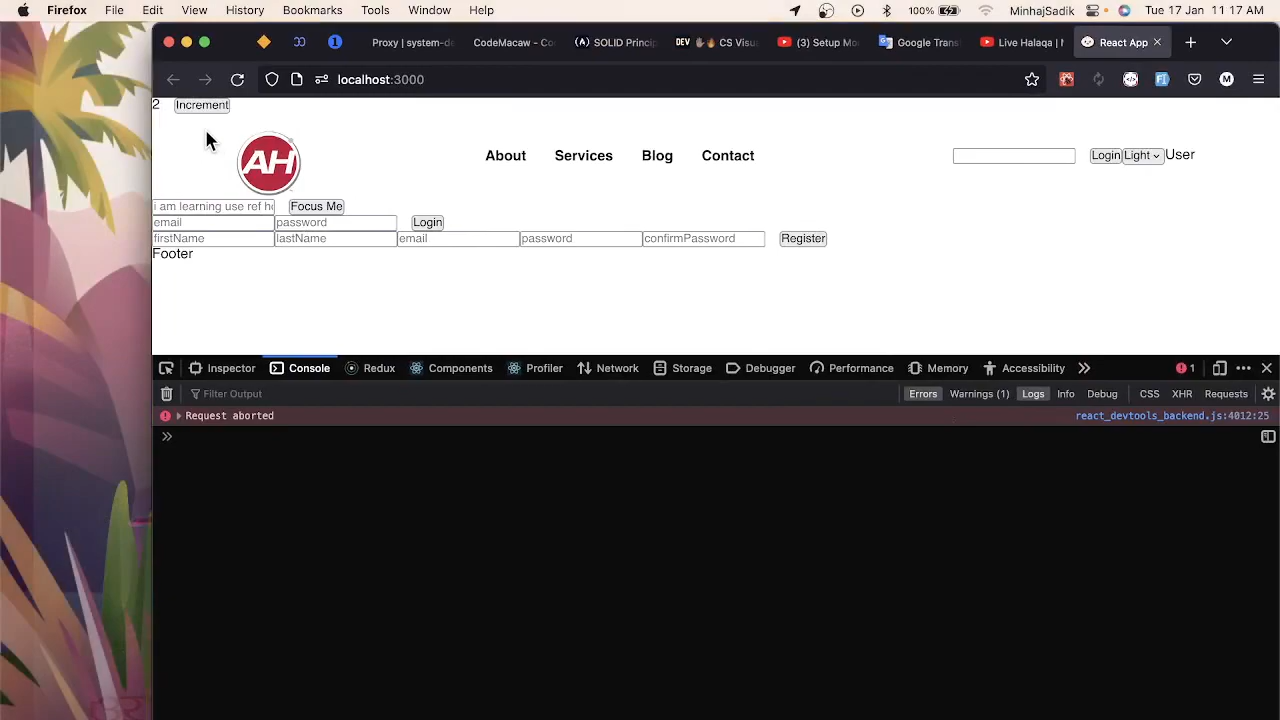 Firefox File Edit View History Bookmarks Tools Window Help 100% MinhajSadik Tue 17 Jan 11:17 AM
1 Proxy | system-de CodeMacaw - Co (A) SOLID Princip DEV CS Visua (3) Setup Mo Google Trans Live Halaqa | React App
localhost:3000 M
2 Increment
AH About Services Blog Contact Login Light User
i am learning use ref ho Focus Me
email password Login
firstName lastName email password confirmPassword Register
Footer
Inspector Console Redux Components Profiler Network Storage Debugger Performance Memory Accessibility 1
Filter Output Errors Warnings (1) Logs Info Debug CSS XHR Requests
Request aborted react_devtools_backend.js:4012:25